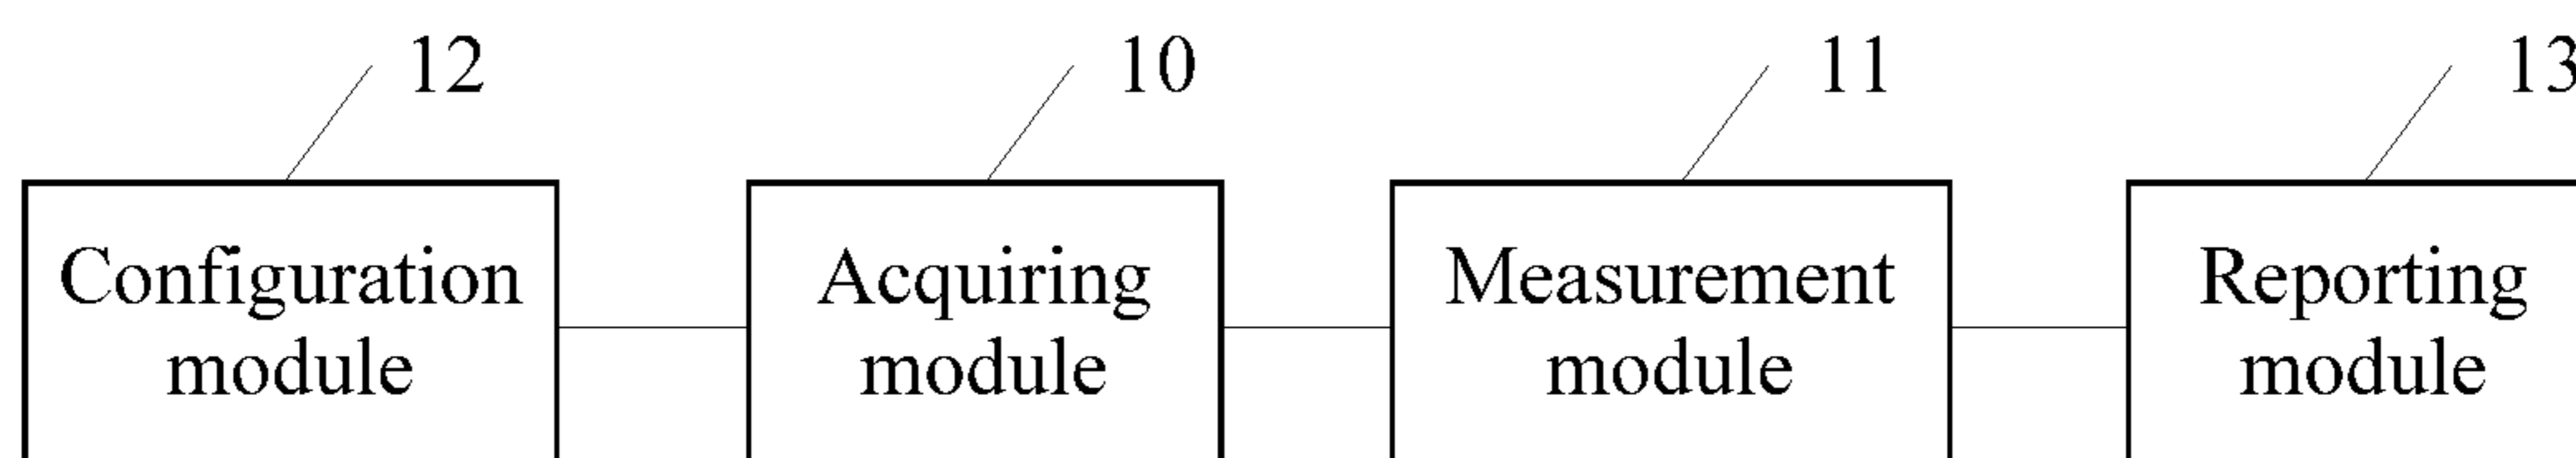 12
10
11
13
Configuration
module
Acquiring
module
Measurement
module
Reporting
module